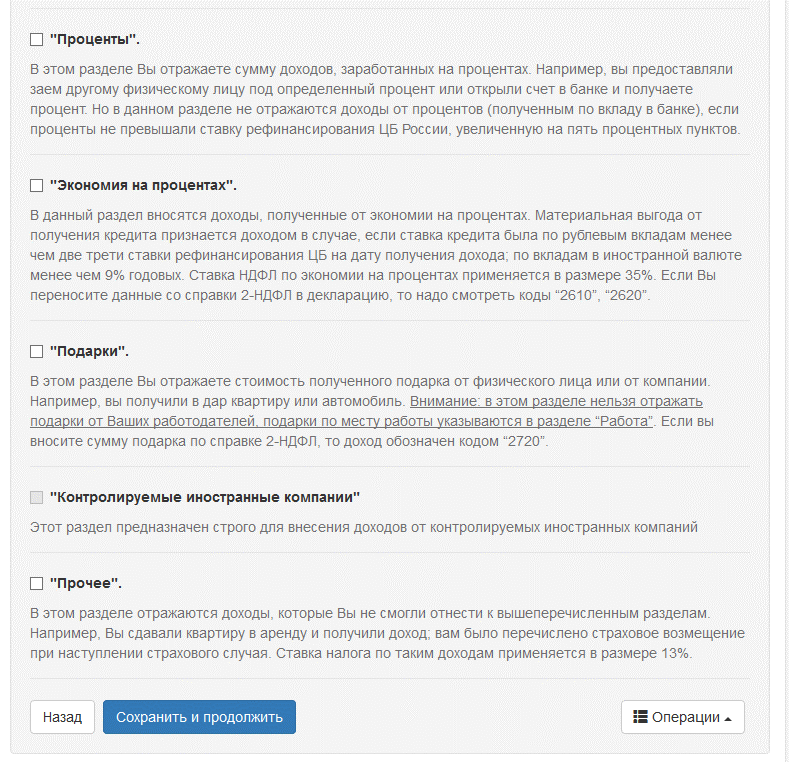 "Проценты".
В этом разделе Вы отражаете сумму доходов, заработанных на процентах. Например, вы предоставляли
заем другому физическому лицу под определенный процент или открыли счет в банке и получаете
процент. Но в данном разделе не отражаются доходы от процентов (полученным по вкладу в банке), если
проценты не превышали ставку рефинансирования ЦБ России, увеличенную на пять процентных пунктов.
"Экономия на процентах".
В данный раздел вносятся доходы, полученные от экономии на процентах. Материальная выгода от
получения кредита признается доходом в случае, если ставка кредита была по рублевым вкладам менее
чем две трети ставки рефинансирования ЦБ на дату получения дохода; по вкладам в иностранной валюте
менее чем 9% годовых. Ставка НДФЛ по экономии на процентах применяется в размере 35%. Если Вы
переносите данные со справки 2-НДФЛ в декларацию, то надо смотреть коды “2610”, “2620”.
"Подарки".
В этом разделе Вы отражаете стоимость полученного подарка от физического лица или от компании.
Например, вы получили в дар квартиру или автомобиль. Внимание: в этом разделе нельзя отражать
подарки от Ваших работодателей, подарки по месту работы указываются в разделе “Работа”. Если вы
вносите сумму подарка по справке 2-НДФЛ, то доход обозначен кодом “2720”.
"Контролируемые иностранные компании"
Этот раздел предназначен строго для внесения доходов от контролируемых иностранных компаний
"Прочее".
В этом разделе отражаются доходы, которые Вы не смогли отнести к вышеперечисленным разделам.
Например, Вы сдавали квартиру в аренду и получили доход; вам было перечислено страховое возмещение
при наступлении страхового случая. Ставка налога по таким доходам применяется в размере 13%.
Назад Сохранить и продолжить Операции